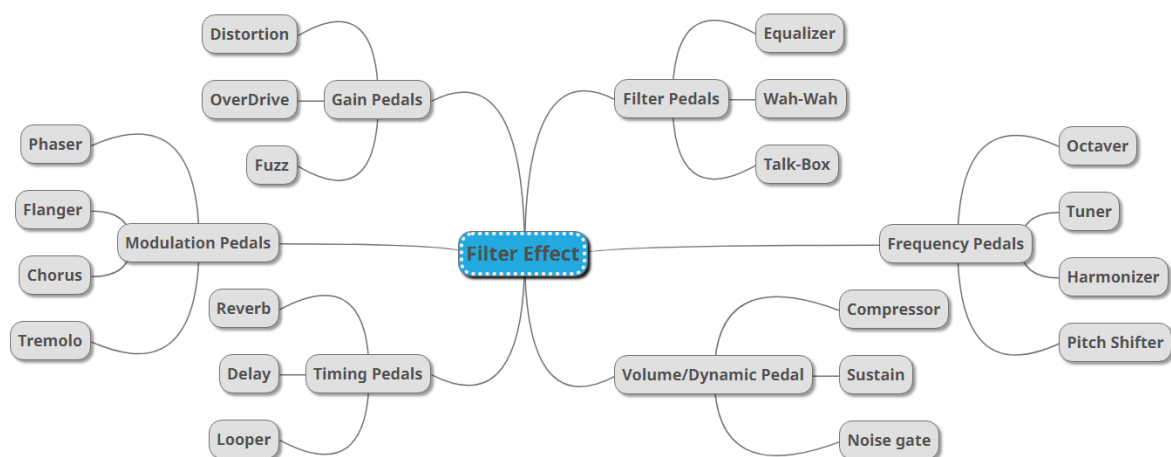 Filter Effect
Gain Pedals
Distortion
OverDrive
Fuzz
Modulation Pedals
Phaser
Flanger
Chorus
Tremolo
Timing Pedals
Reverb
Delay
Looper
Filter Pedals
Equalizer
Wah-Wah
Talk-Box
Frequency Pedals
Octaver
Tuner
Harmonizer
Pitch Shifter
Volume/Dynamic Pedal
Compressor
Sustain
Noise gate